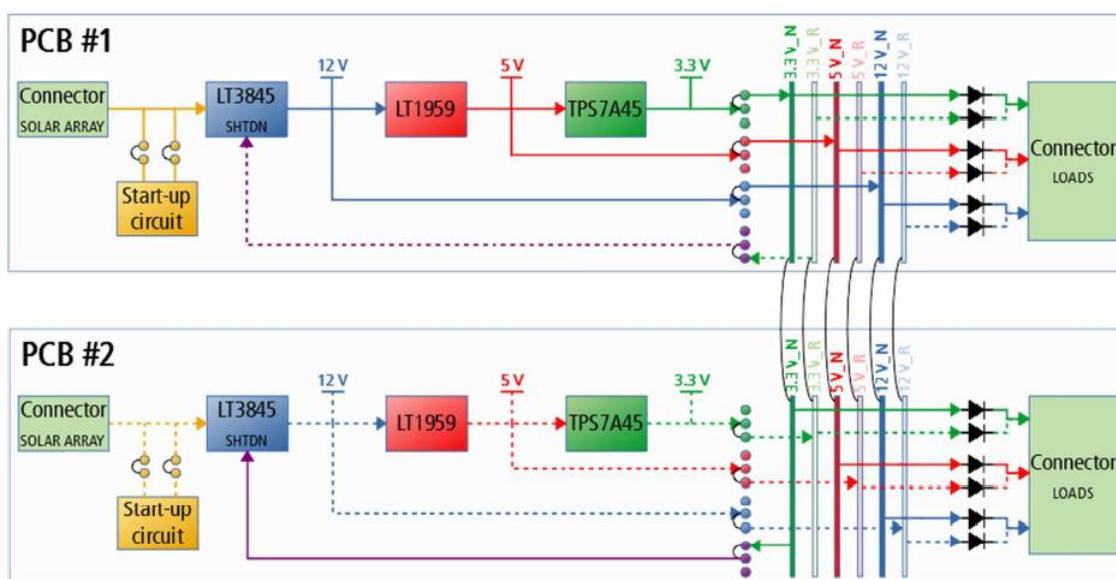 PCB #1
Connector
SOLAR ARRAY
LT3845
SHTDN
12 V
LT1959
5 V
TPS7A45
3.3 V
3.3 V_N
3.3 V_R
5 V_N
5 V_R
12 V_N
12 V_R
Connector
LOADS
Start-up
circuit
PCB #2
Connector
SOLAR ARRAY
LT3845
SHTDN
12 V
LT1959
5 V
TPS7A45
3.3 V
3.3 V_N
3.3 V_R
5 V_N
5 V_R
12 V_N
12 V_R
Connector
LOADS
Start-up
circuit